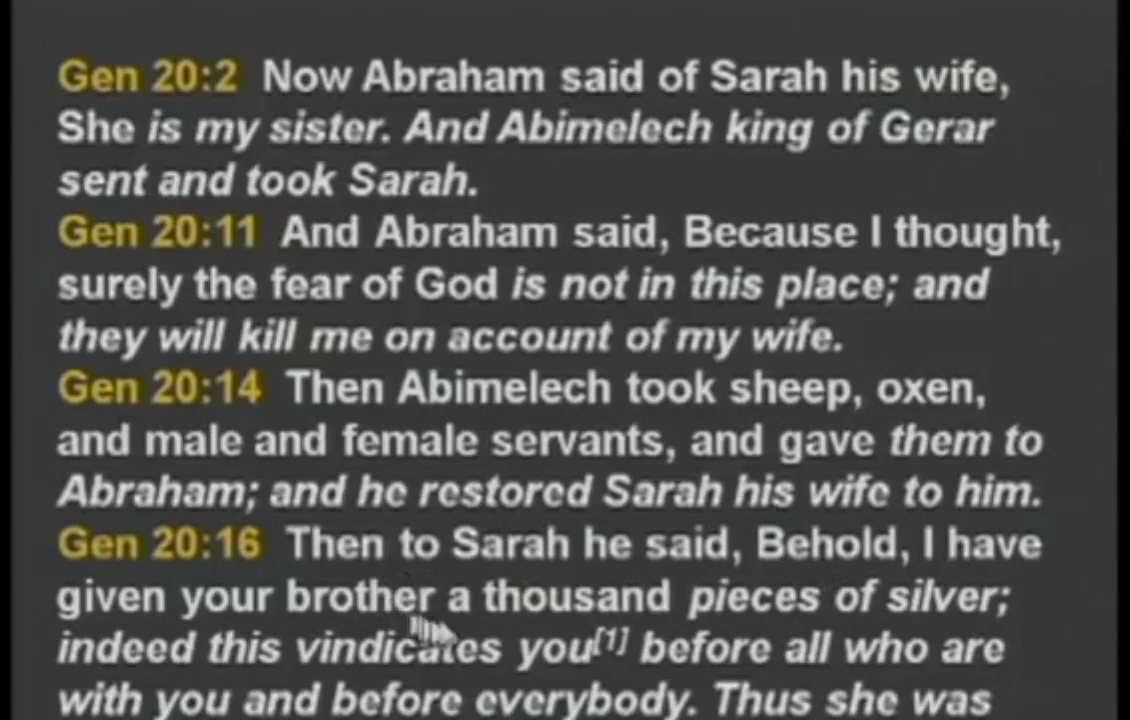 Gen 20:2 Now Abraham said of Sarah his wife,
She is my sister. And Abimelech king of Gerar
sent and took Sarah.
Gen 20:11 And Abraham said, Because I thought,
surely the fear of God is not in this place; and
they will kill me on account of my wife.
Gen 20:14 Then Abimelech took sheep, oxen,
and male and female servants, and gave them to
Abraham; and he restored Sarah his wife to him.
Gen 20:16 Then to Sarah he said, Behold, I have
given your brother a thousand pieces of silver;
indeed this vindicates you[1] before all who are
with you and before everybody. Thus she was